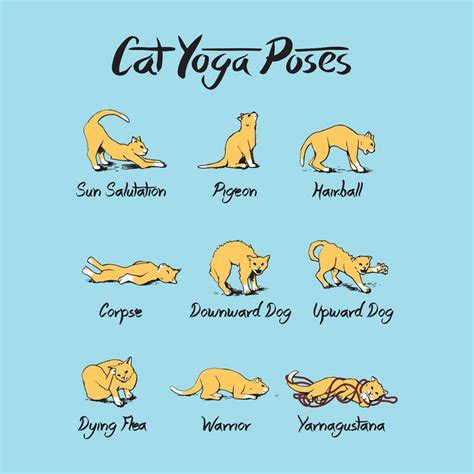 Cat Yoga Poses
Sun Salutation
Pigeon
Hairball
Corpse
Downward Dog
Upward Dog
Dying Flea
Warrior
Yarnagustana